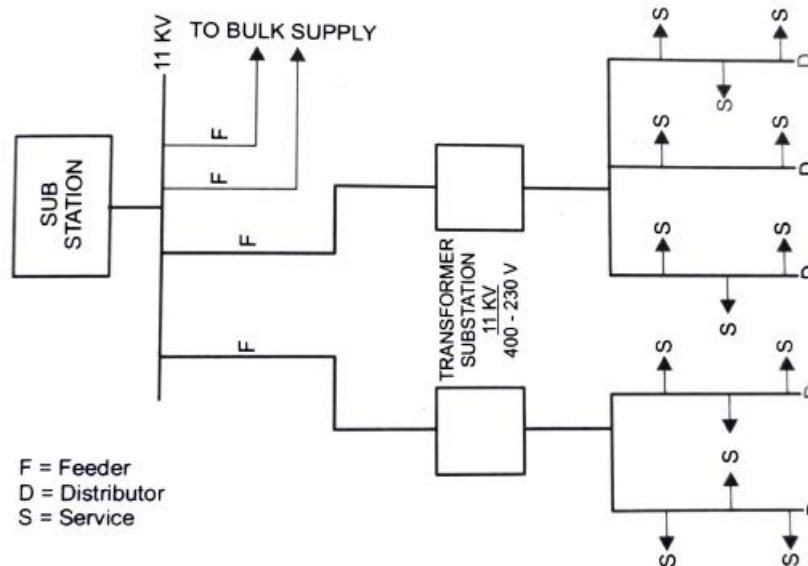 SUB
STATION
11 KV
TO BULK SUPPLY
F
F
F
F
TRANSFORMER
SUBSTATION
11 KV
400 - 230 V
S
S
S
D
S
S
D
S
S
S
D
S
S
S
S
S
S
F = Feeder
D = Distributor
S = Service